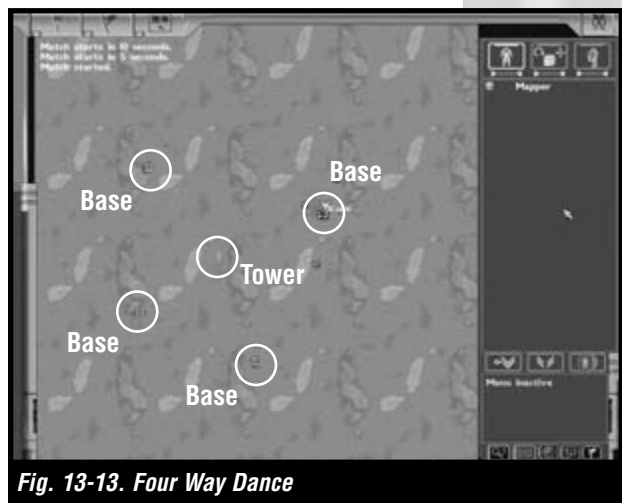 Match starts in 10 seconds.
Match starts in 5 seconds.
Match started.
Mapper
Base
Base
Tower
Base
Base
Menu inactive
Fig. 13-13. Four Way Dance